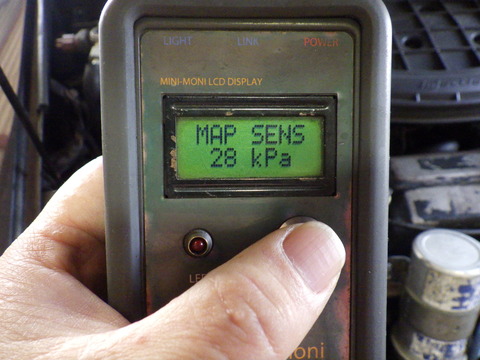 LIGHT LINK POWER
MINI-MONI LCD DISPLAY
MAP SENS
28 kPa